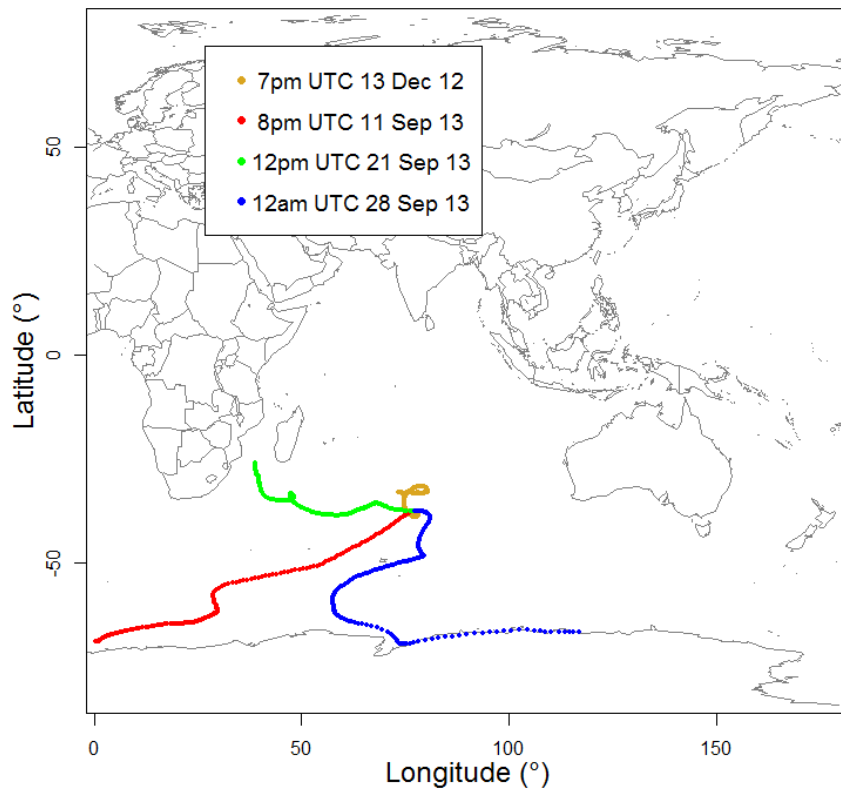 7pm UTC 13 Dec 12
8pm UTC 11 Sep 13
12pm UTC 21 Sep 13
12am UTC 28 Sep 13
Latitude (°)
50
0
-50
0
50
100
150
Longitude (°)